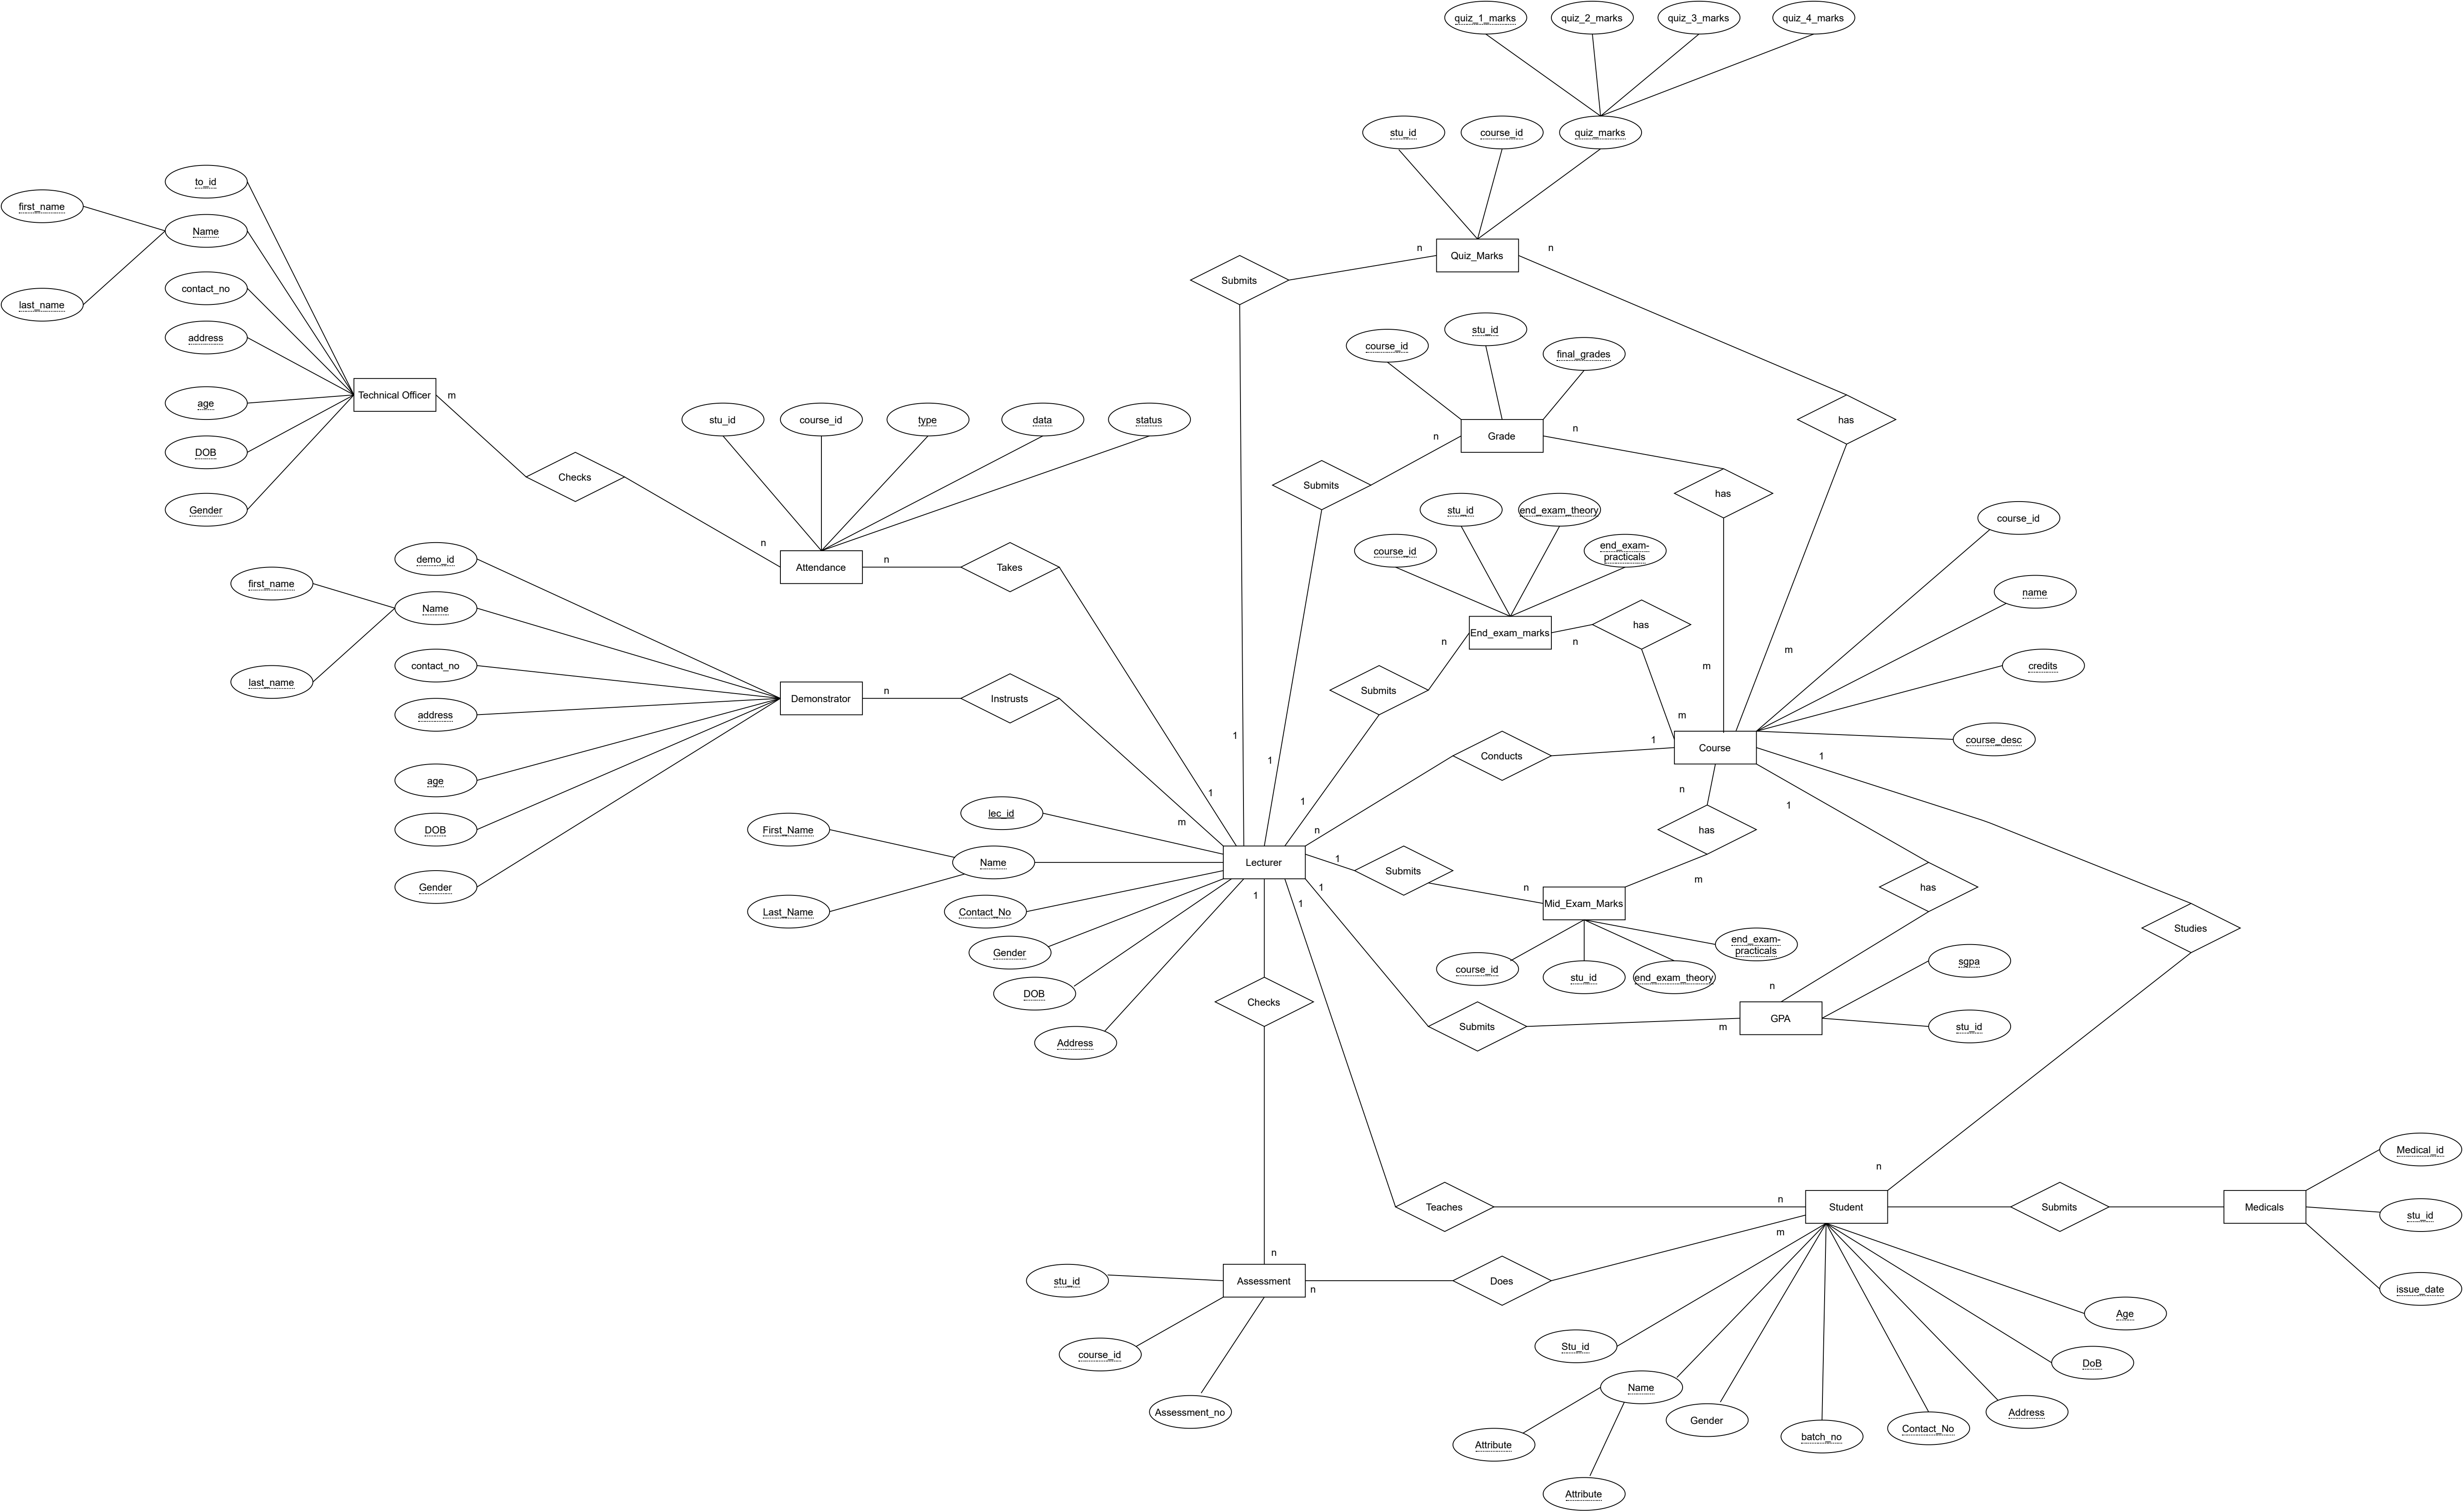 quiz_1_marks
quiz_2_marks
quiz_3_marks
quiz_4_marks
stu_id
course_id
quiz_marks
to_id
first_name
Name
last_name
contact_no
address
age
DOB
Gender
Technical Officer
m
Checks
n
Submits
n
Quiz_Marks
n
has
m
1
course_id
stu_id
final_grades
Grade
n
n
Submits
1
has
m
stu_id
course_id
type
data
status
Attendance
n
Takes
1
stu_id
end_exam_theory
course_id
end_exam-
practicals
End_exam_marks
n
n
has
m
Submits
1
demo_id
first_name
Name
last_name
contact_no
address
age
DOB
Gender
Demonstrator
n
Instrusts
m
course_id
name
credits
course_desc
Course
1
Conducts
n
1
1
n
has
m
lec_id
First_Name
Name
Last_Name
Contact_No
Gender
DOB
Address
Lecturer
1
Submits
n
Mid_Exam_Marks
course_id
stu_id
end_exam_theory
end_exam-
practicals
1
Submits
m
has
n
GPA
sgpa
stu_id
Studies
n
1
Checks
n
1
Teaches
n
Student
m
Submits
Medicals
Medical_id
stu_id
issue_date
stu_id
Assessment
n
Does
course_id
Assessment_no
Stu_id
Name
Attribute
Attribute
Gender
batch_no
Contact_No
Address
DoB
Age